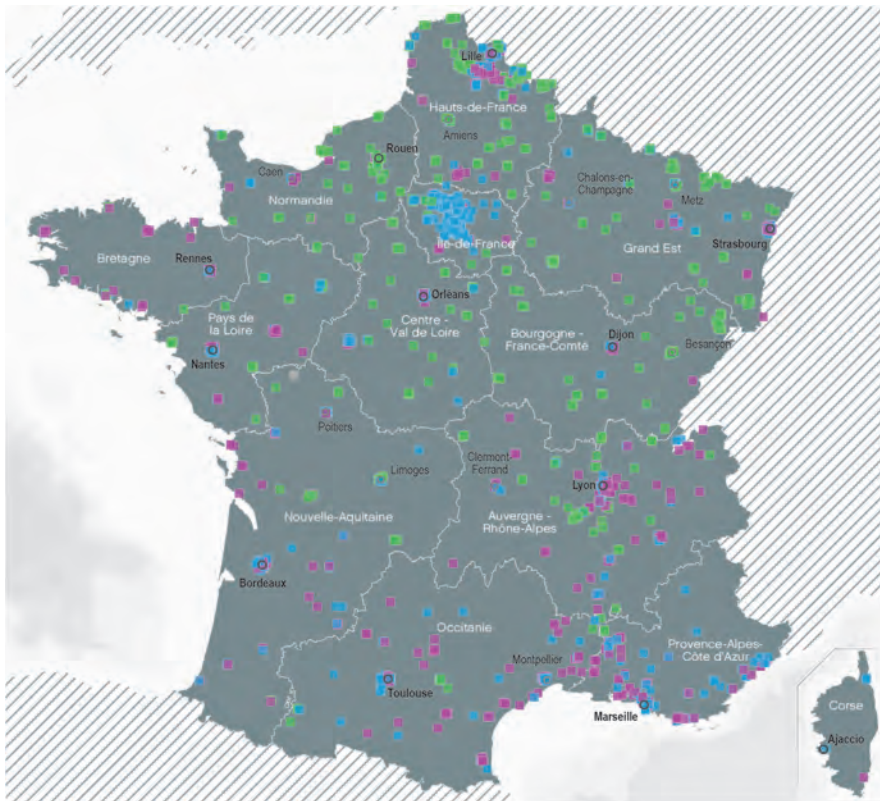 Lille
Hauts-de-France
Amiens
Rouen
Caen
Normandie
Chalons-en-
Champagne
Metz
Île-de-France
Grand Est
Strasbourg
Bretagne
Rennes
Orléans
Pays de
la Loire
Centre -
Val de Loire
Bourgogne -
France-Comté
Dijon
Besançon
Nantes
Poitiers
Limoges
Clermont-
Ferrand
Lyon
Nouvelle-Aquitaine
Auvergne -
Rhône-Alpes
Bordeaux
Occitanie
Provence-Alpes-
Côte d'Azur
Montpellier
Toulouse
Marseille
Corse
Ajaccio